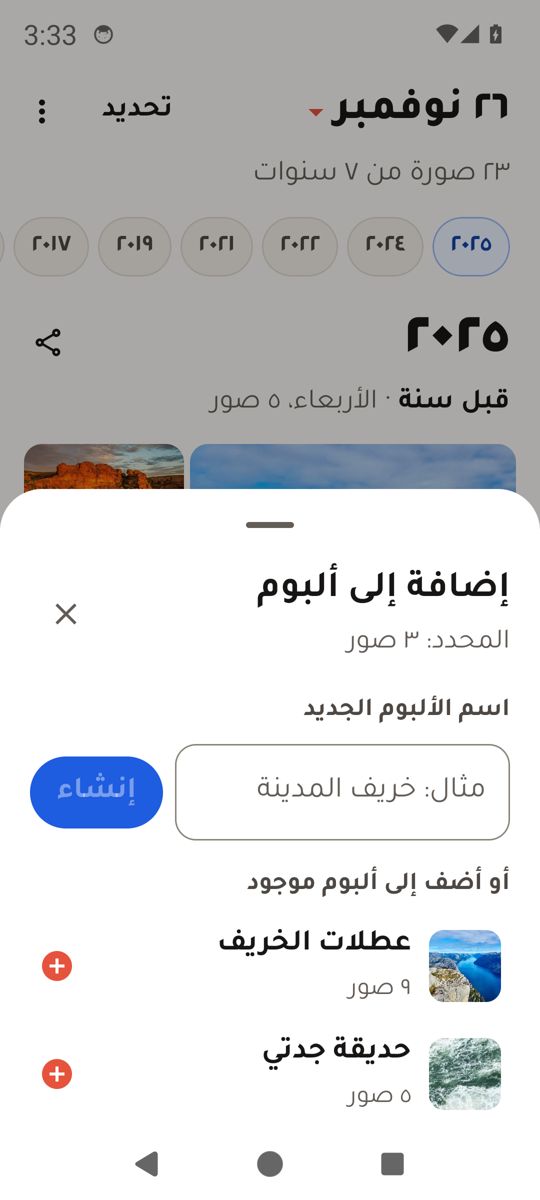 3:33
٢٦ نوفمبر
تحديد
٢٣ صورة من ٧ سنوات
٢٠٢٥ ٢٠٢٤ ٢٠٢٢ ٢٠٢١ ٢٠١٩ ٢٠١٧
٢٠٢٥
قبل سنة · الأربعاء، ٥ صور
إضافة إلى ألبوم
المحدد: ٣ صور
اسم الألبوم الجديد
مثال: خريف المدينة
إنشاء
أو أضف إلى ألبوم موجود
عطلات الخريف
٩ صور
حديقة جدتي
٥ صور